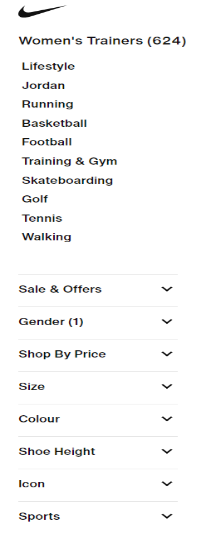 Women's Trainers (624)
Lifestyle
Jordan
Running
Basketball
Football
Training & Gym
Skateboarding
Golf
Tennis
Walking
Sale & Offers
Gender (1)
Shop By Price
Size
Colour
Shoe Height
Icon
Sports